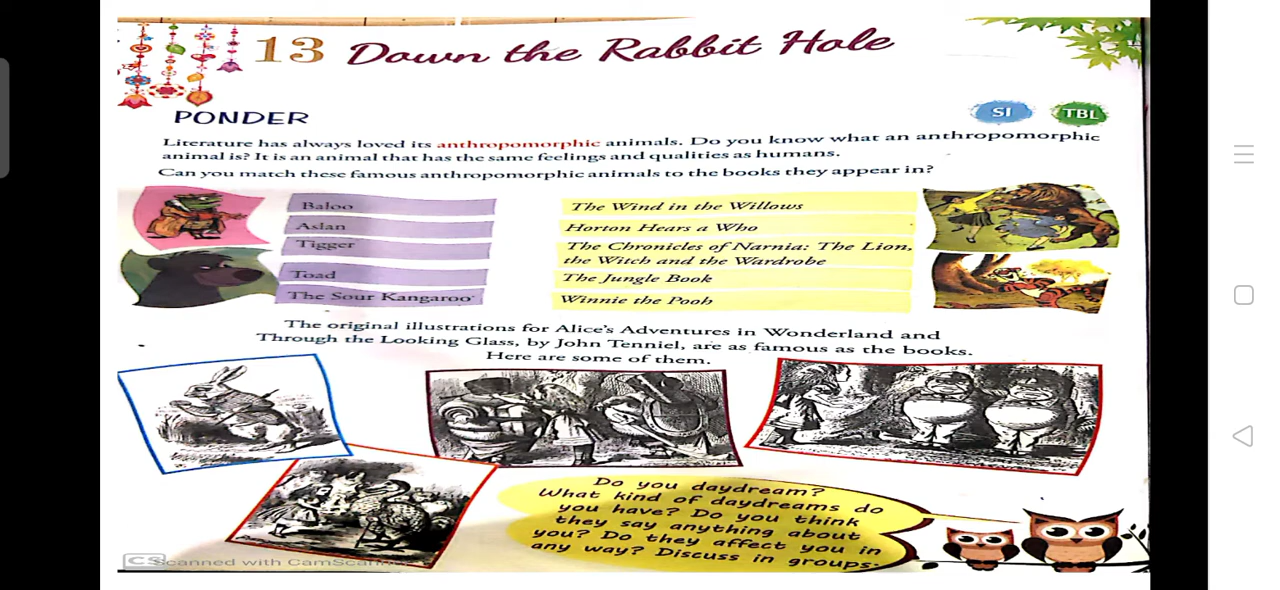 13 Down the Rabbit Hole
PONDER
SI
TBL
Literature has always loved its anthropomorphic animals. Do you know what an anthropomorphic
animal is? It is an animal that has the same feelings and qualities as humans.
Can you match these famous anthropomorphic animals to the books they appear in?
Baloo
Aslan
Tigger
Toad
The Sour Kangaroo
The Wind in the Willows
Horton Hears a Who
The Chronicles of Narnia: The Lion,
the Witch and the Wardrobe
The Jungle Book
Winnie the Pooh
The original illustrations for Alice's Adventures in Wonderland and
Through the Looking Glass, by John Tenniel, are as famous as the books.
Here are some of them.
Do you daydream?
What kind of daydreams do
you have? Do you think
they say anything about
you? Do they affect you in
any way? Discuss in groups.
CS Scanned with CamScanner